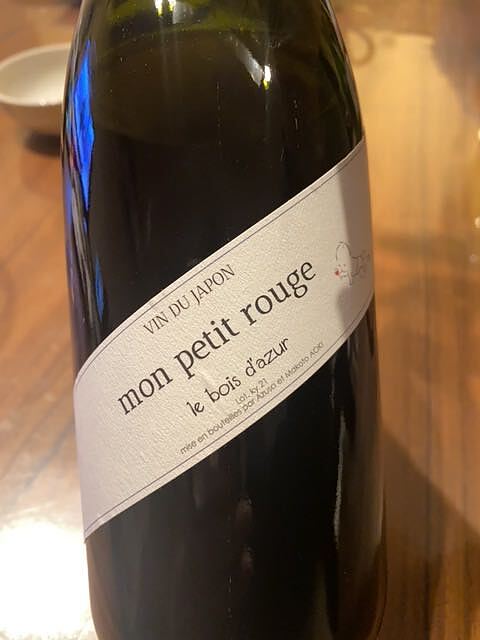 VIN DU JAPON
mon petit rouge
le bois d'azur
Lot. ky 21
mise en bouteilles par Azusa et Makoto AOKI